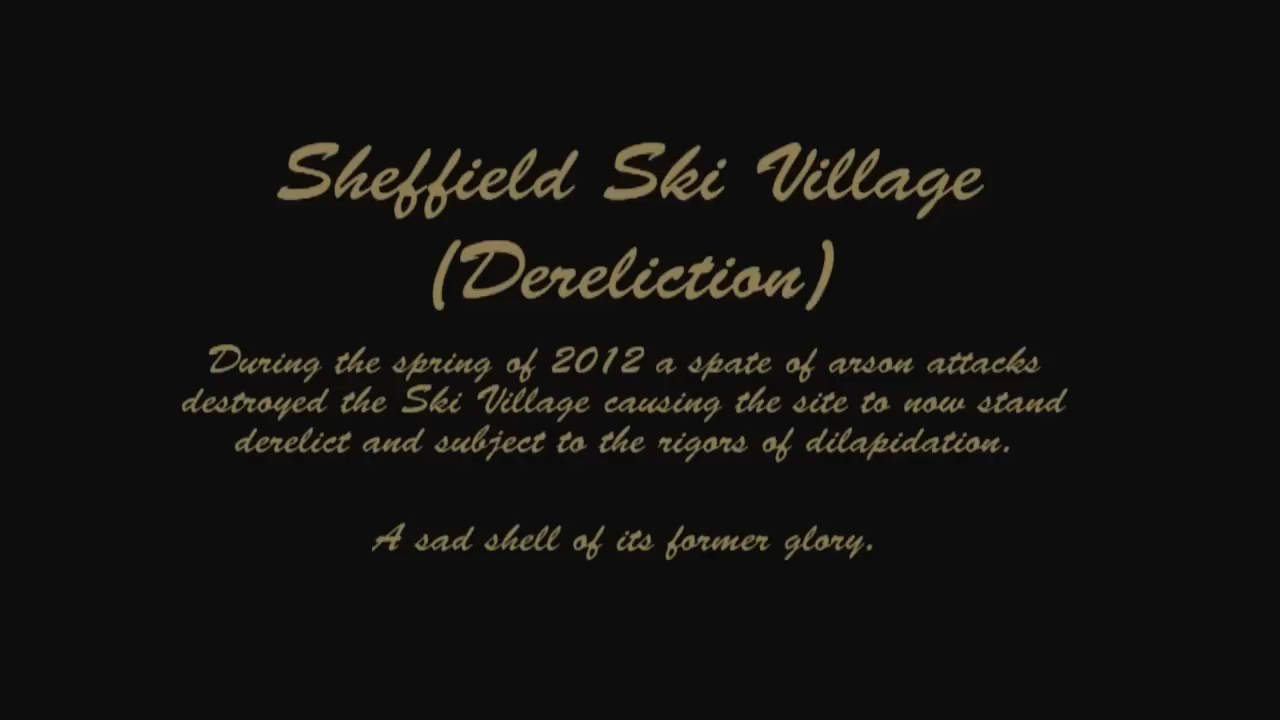 Sheffield Ski Village
(Dereliction)
During the spring of 2012 a spate of arson attacks
destroyed the Ski Village causing the site to now stand
derelict and subject to the rigors of dilapidation.
A sad shell of its former glory.